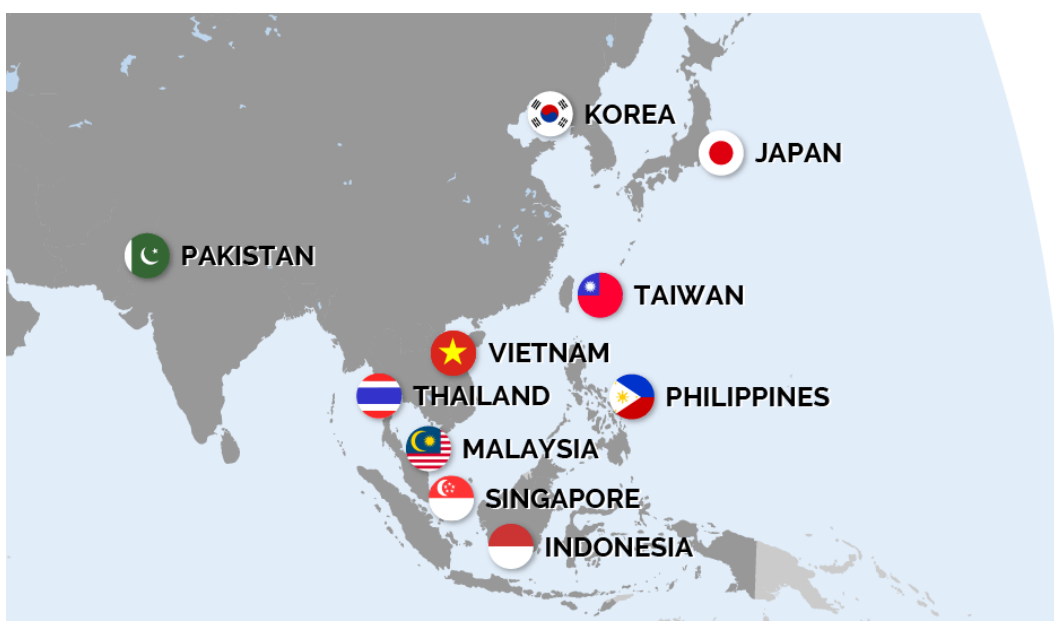 KOREA
JAPAN
PAKISTAN
TAIWAN
VIETNAM
THAILAND
PHILIPPINES
MALAYSIA
SINGAPORE
INDONESIA